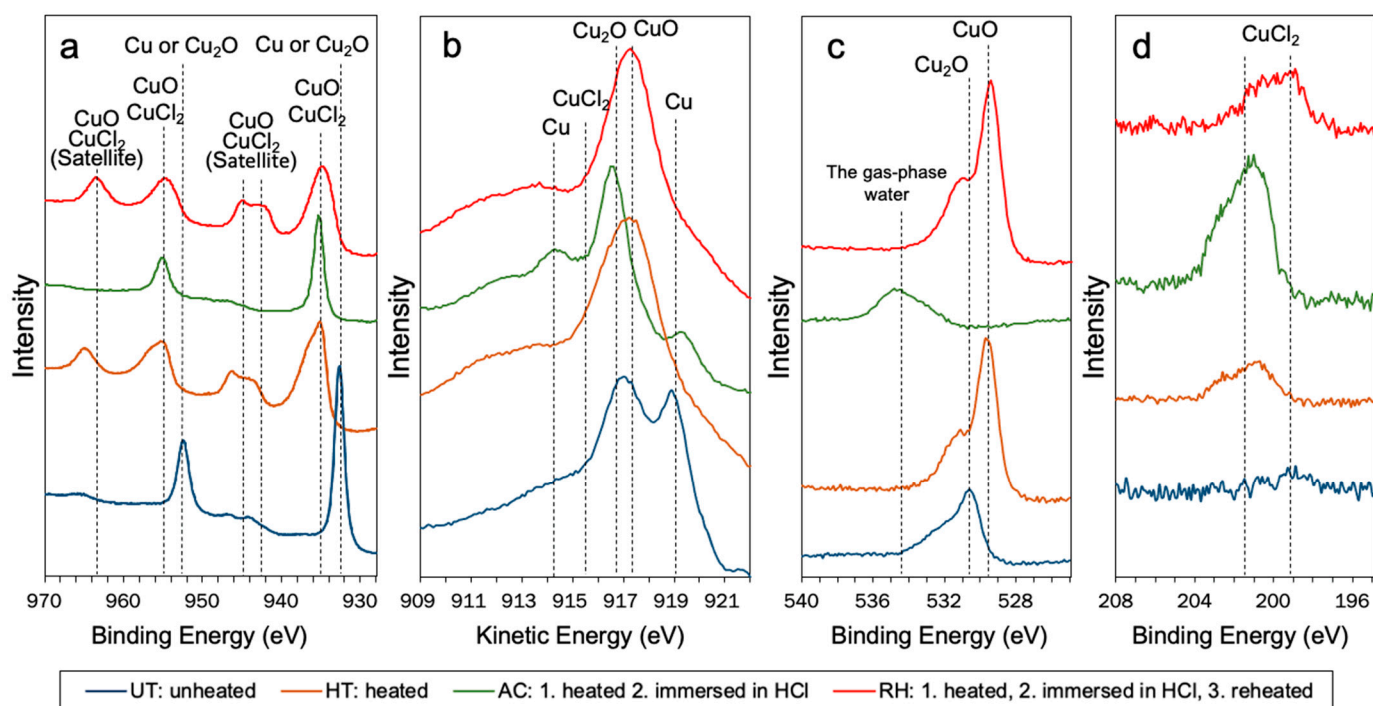 a
Cu or Cu₂O
Cu or Cu₂O
CuO
CuCl₂
CuO
CuCl₂
CuO
CuCl₂
(Satellite)
CuO
CuCl₂
(Satellite)
Intensity
970
960
950
940
930
Binding Energy (eV)
b
Cu₂O
CuO
CuCl₂
Cu
Cu
Intensity
909
911
913
915
917
919
921
Kinetic Energy (eV)
c
CuO
Cu₂O
The gas-phase
water
Intensity
540
536
532
528
Binding Energy (eV)
d
CuCl₂
Intensity
208
204
200
196
Binding Energy (eV)
UT: unheated
HT: heated
AC: 1. heated 2. immersed in HCl
RH: 1. heated, 2. immersed in HCl, 3. reheated